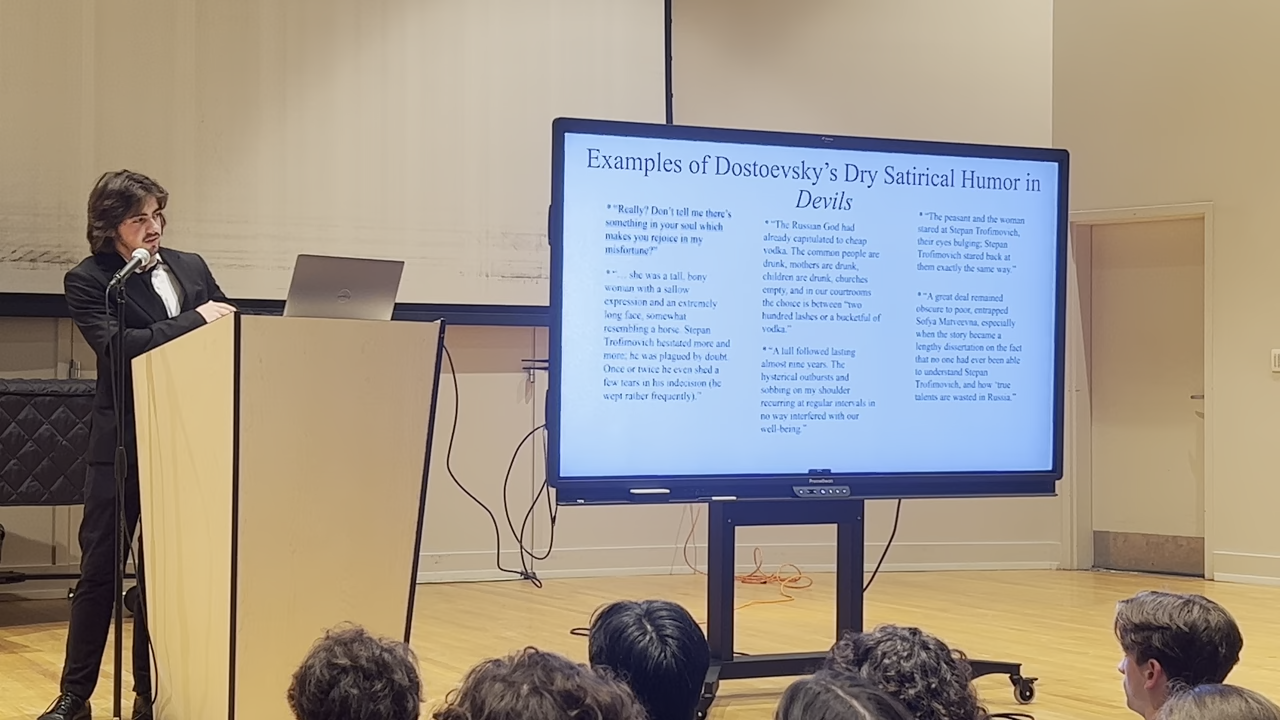 Examples of Dostoevsky's Dry Satirical Humor in
Devils
* "Really? Don't tell me there's
something in your soul which
makes you rejoice in my
misfortune?"
* "… she was a tall, bony
woman with a sallow
expression and an extremely
long face, somewhat
resembling a horse. Stepan
Trofimovich hesitated more and
more; he was plagued by doubt.
Once or twice he even shed a
few tears in his indecision (he
wept rather frequently)."
* "The Russian God had
already capitulated to cheap
vodka. The common people are
drunk, mothers are drunk,
children are drunk, churches
empty, and in our courtrooms
the choice is between "two
hundred lashes or a bucketful of
vodka."
* "A lull followed lasting
almost nine years. The
hysterical outbursts and
sobbing on my shoulder
recurring at regular intervals in
no way interfered with our
well-being."
* "The peasant and the woman
stared at Stepan Trofimovich,
their eyes bulging; Stepan
Trofimovich stared back at
them exactly the same way."
* "A great deal remained
obscure to poor, entrapped
Sofya Matveevna, especially
when the story became a
lengthy dissertation on the fact
that no one had ever been able
to understand Stepan
Trofimovich, and how 'true
talents are wasted in Russia."
Promethean
DELL